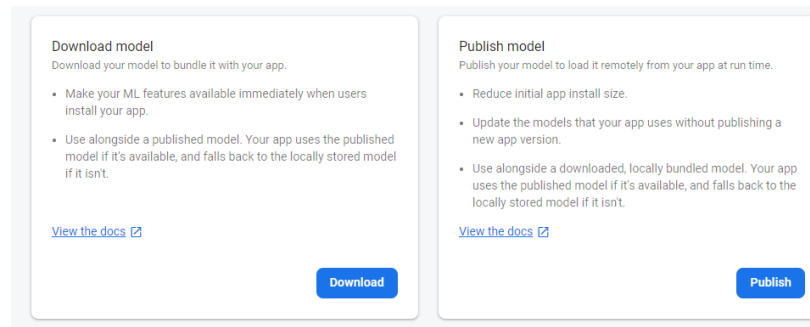 Download model
Download your model to bundle it with your app.
• Make your ML features available immediately when users
install your app.
• Use alongside a published model. Your app uses the published
model if it's available, and falls back to the locally stored model
if it isn't.
View the docs
Download
Publish model
Publish your model to load it remotely from your app at run time.
• Reduce initial app install size.
• Update the models that your app uses without publishing a
new app version.
• Use alongside a downloaded, locally bundled model. Your app
uses the published model if it's available, and falls back to the
locally stored model if it isn't.
View the docs
Publish